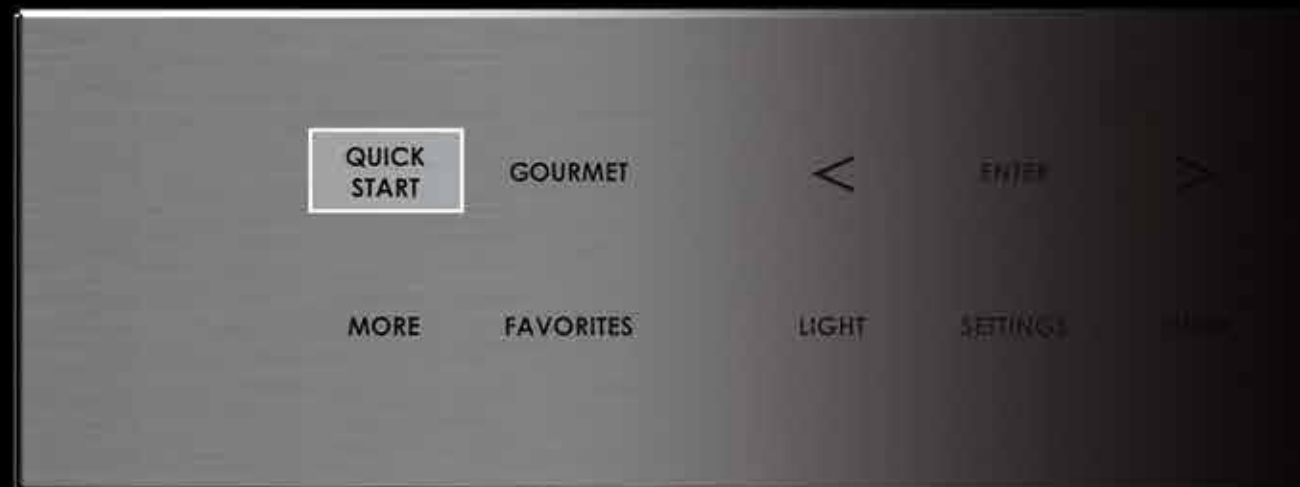 QUICK
START
GOURMET
<
ENTER
>
MORE
FAVORITES
LIGHT
SETTINGS